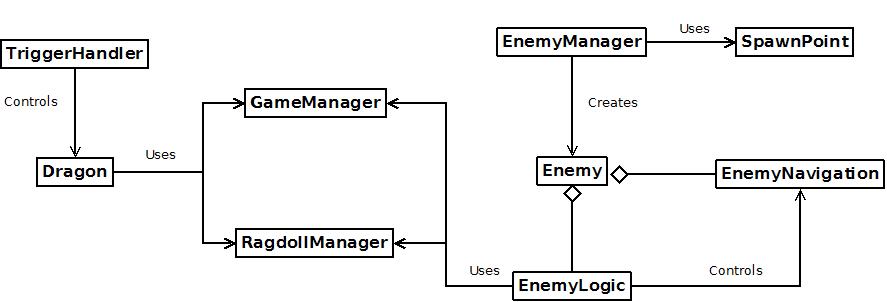 Uses
EnemyManager
SpawnPoint
TriggerHandler
Controls
GameManager
Creates
Uses
Dragon
Enemy
EnemyNavigation
RagdollManager
Uses
Controls
EnemyLogic